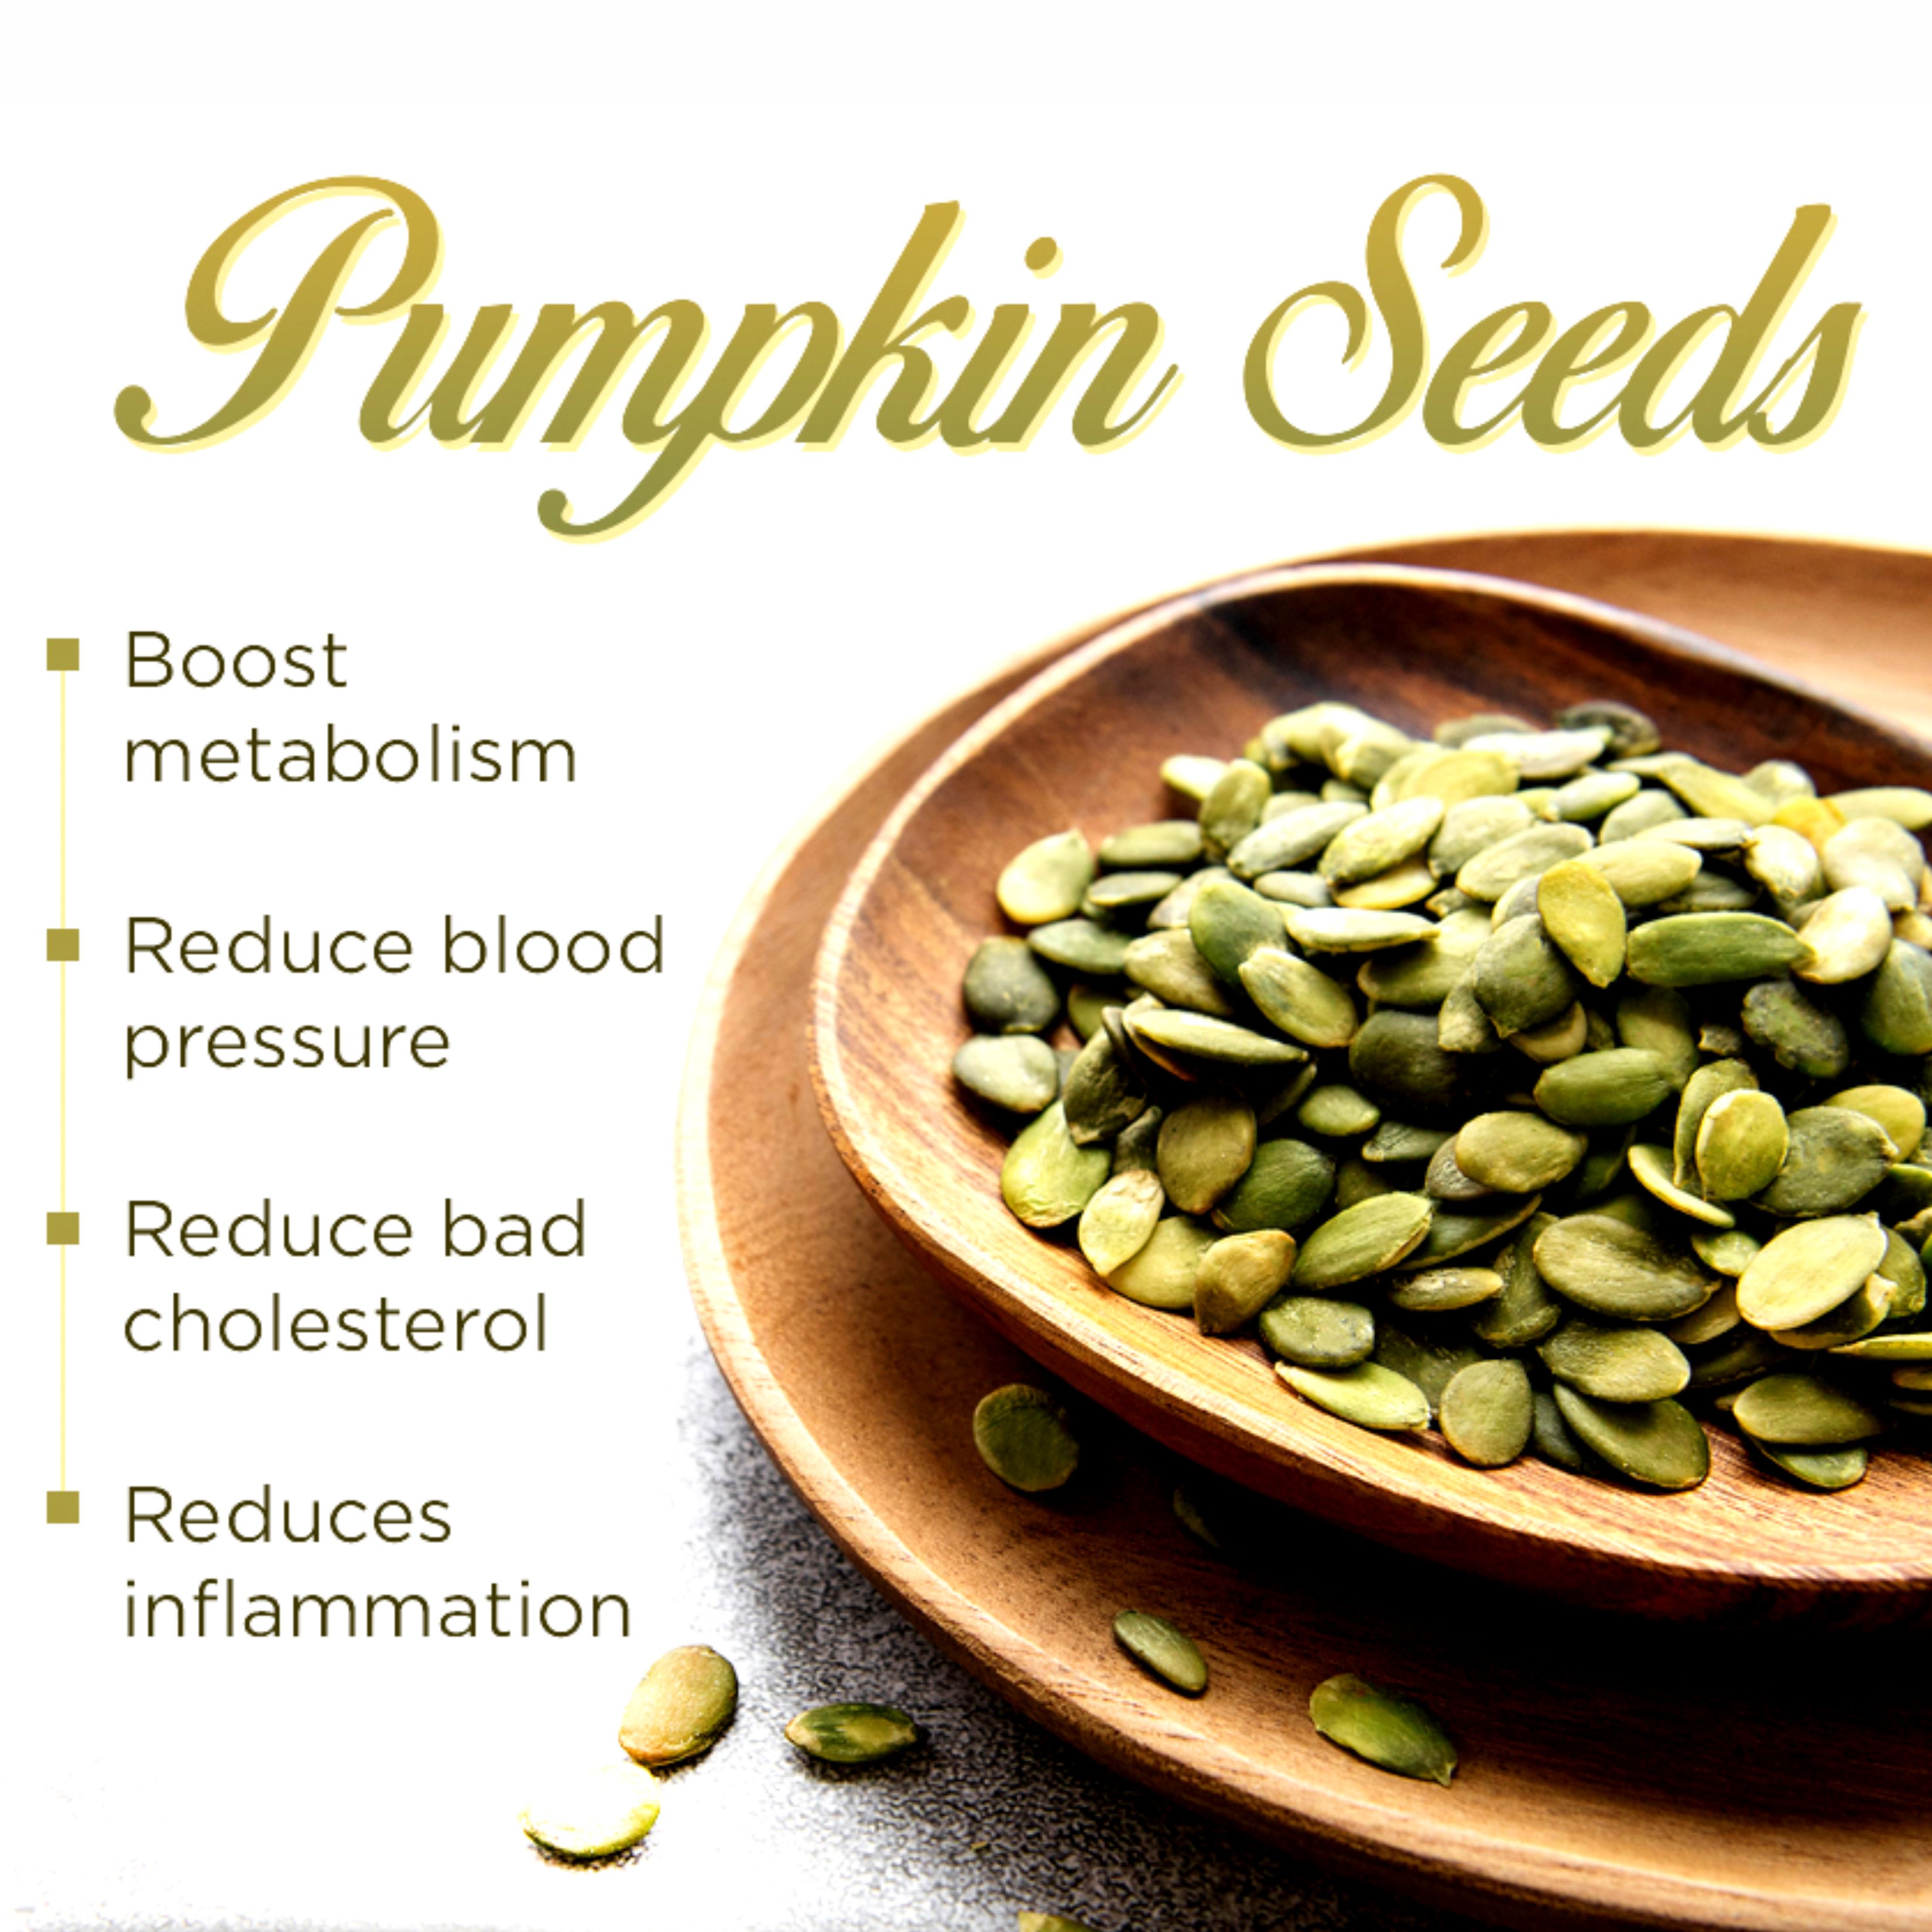 Pumpkin Seeds
Boost
metabolism
Reduce blood
pressure
Reduce bad
cholesterol
Reduces
inflammation